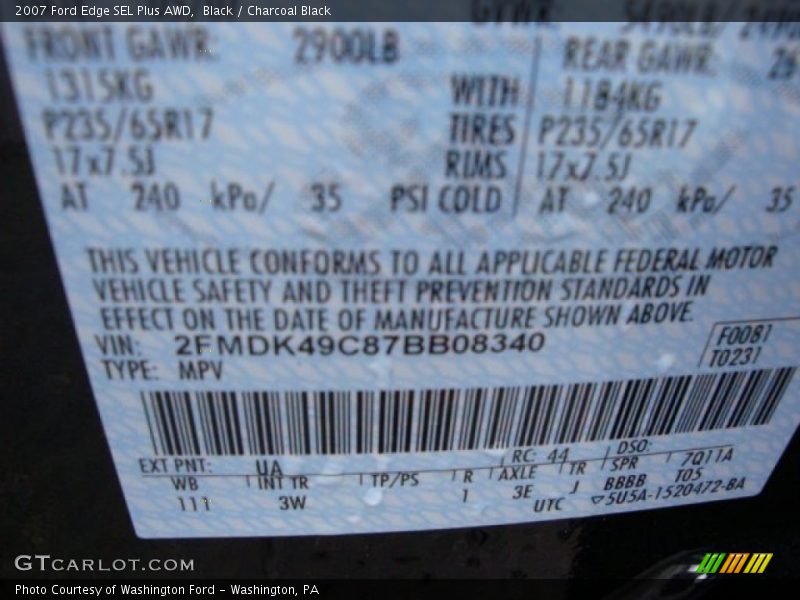 2007 Ford Edge SEL Plus AWD, Black / Charcoal Black
FRONT GAWR: 2900LB REAR GAWR:
1315KG WITH 1184KG
P235/65R17 TIRES P235/65R17
17x7.5J RIMS 17x7.5J
AT 240 kPa/ 35 PSI COLD AT 240 kPa/ 35
THIS VEHICLE CONFORMS TO ALL APPLICABLE FEDERAL MOTOR
VEHICLE SAFETY AND THEFT PREVENTION STANDARDS IN
EFFECT ON THE DATE OF MANUFACTURE SHOWN ABOVE.
VIN: 2FMDK49C87BB08340 F0081
TYPE: MPV T0231
EXT PNT: UA RC: 44 DSO:
WB INT TR TP/PS R AXLE TR SPR 7Q11A
111 3W 1 3E J BBBB T05
UTC ▽5U5A-1520472-BA
GTCARLOT.COM
Photo Courtesy of Washington Ford - Washington, PA